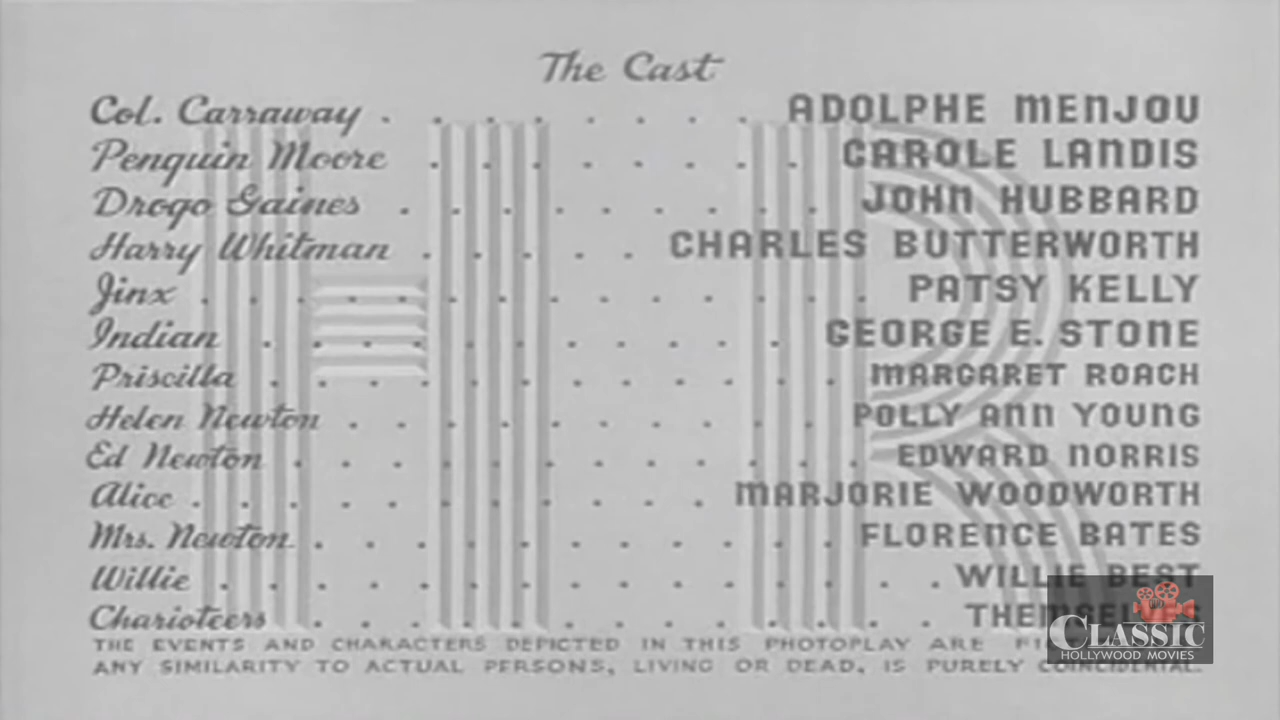 The Cast
Col. Carraway . . . . . . . . ADOLPHE MENJOU
Penquin Moore . . . . . . . . CAROLE LANDIS
Drogo Gaines . . . . . . . . . JOHN HUBBARD
Harry Whitman . . . . . CHARLES BUTTERWORTH
Jinx . . . . . . . . . . . . . . PATSY KELLY
Indian . . . . . . . . . . . GEORGE E. STONE
Priscilla . . . . . . . . . . . . MARGARET ROACH
Helen Newton . . . . . . . . . . POLLY ANN YOUNG
Ed Newton . . . . . . . . . . . . EDWARD NORRIS
Alice . . . . . . . . . . . MARJORIE WOODWORTH
Mrs. Newton . . . . . . . . . . . FLORENCE BATES
Willie . . . . . . . . . . . . . . . WILLIE BEST
Charioteers . . . . . . . . . . . . . THEMSELVES
THE EVENTS AND CHARACTERS DEPICTED IN THIS PHOTOPLAY ARE
ANY SIMILARITY TO ACTUAL PERSONS, LIVING OR DEAD, IS PURELY COINCIDENTAL.
CLASSIC
HOLLYWOOD MOVIES